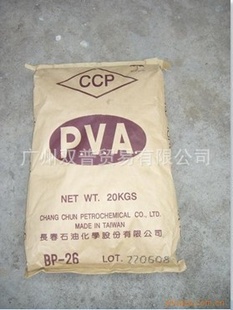 CCP
PVA
广州双普贸易有限公司
NET WT. 20KGS
CHANG CHUN PETROCHEMICAL CO., LTD.
MADE IN TAIWAN
長春石油化學股份有限公司
BP-26 LOT. 270608